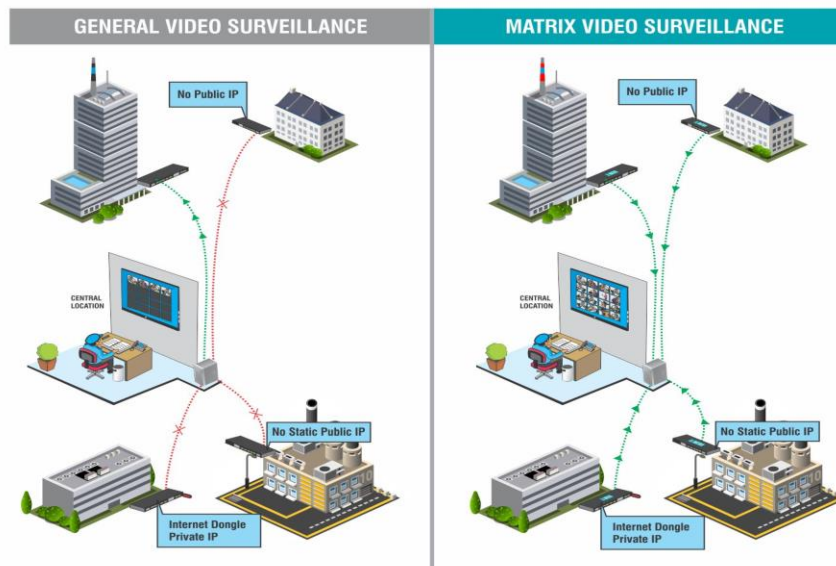 GENERAL VIDEO SURVEILLANCE
No Public IP
CENTRAL
LOCATION
No Static Public IP
Internet Dongle
Private IP
MATRIX VIDEO SURVEILLANCE
No Public IP
CENTRAL
LOCATION
No Static Public IP
Internet Dongle
Private IP